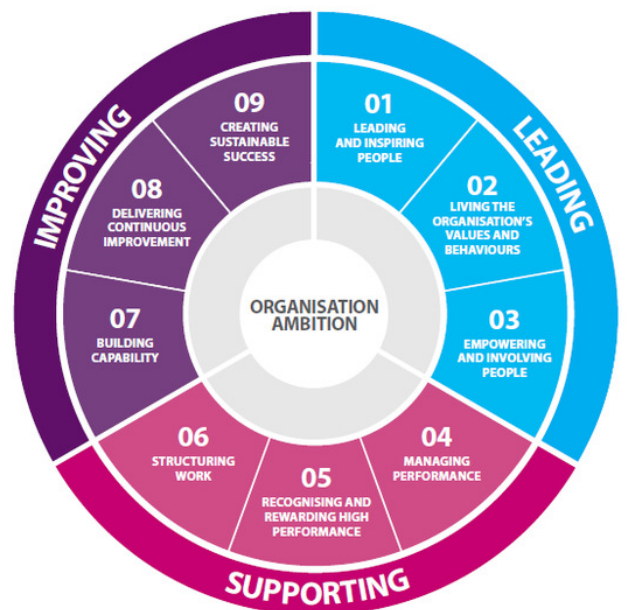 IMPROVING
LEADING
SUPPORTING
01
LEADING
AND INSPIRING
PEOPLE
02
LIVING THE
ORGANISATION'S
VALUES AND
BEHAVIOURS
03
EMPOWERING
AND INVOLVING
PEOPLE
04
MANAGING
PERFORMANCE
05
RECOGNISING AND
REWARDING HIGH
PERFORMANCE
06
STRUCTURING
WORK
07
BUILDING
CAPABILITY
08
DELIVERING
CONTINUOUS
IMPROVEMENT
09
CREATING
SUSTAINABLE
SUCCESS
ORGANISATION
AMBITION